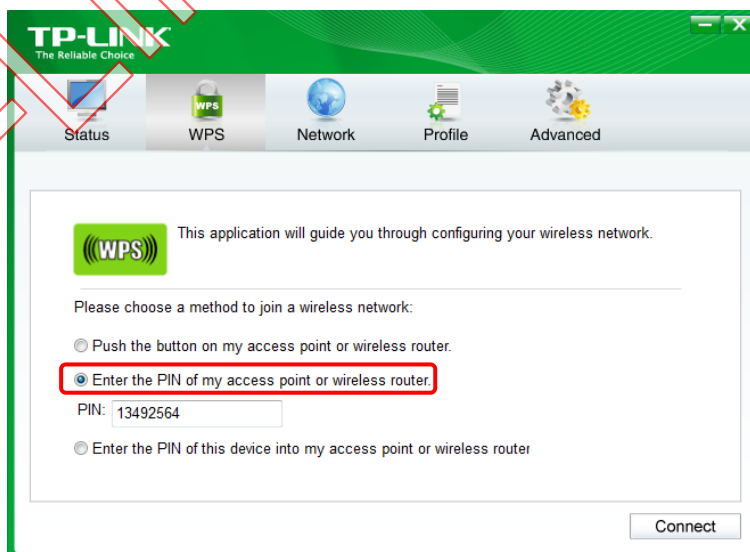 TP-LINK
The Reliable Choice
Status
WPS
WPS
Network
Profile
Advanced
((WPS))
This application will guide you through configuring your wireless network.
Please choose a method to join a wireless network:
Push the button on my access point or wireless router.
Enter the PIN of my access point or wireless router.
PIN: 13492564
Enter the PIN of this device into my access point or wireless router
Connect